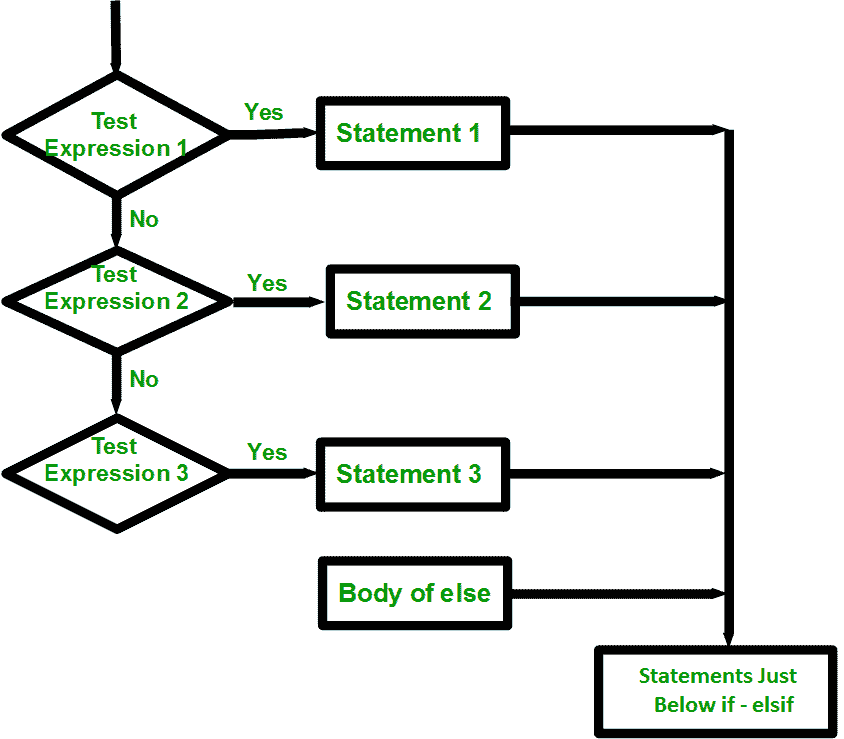 Test
Expression 1
Yes
Statement 1
No
Test
Expression 2
Yes
Statement 2
No
Test
Expression 3
Yes
Statement 3
Body of else
Statements Just
Below if - elsif